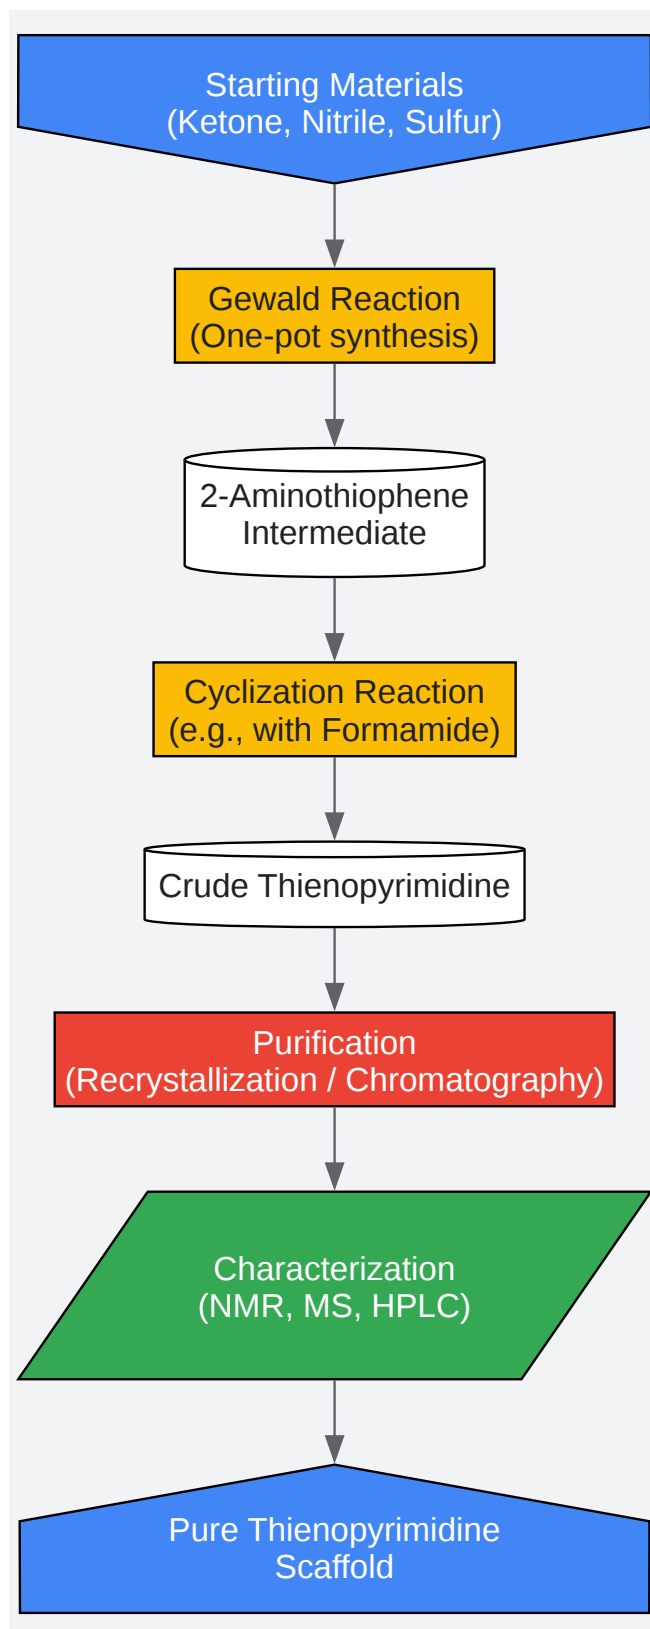 Starting Materials
(Ketone, Nitrile, Sulfur)
Gewald Reaction
(One-pot synthesis)
2-Aminothiophene
Intermediate
Cyclization Reaction
(e.g., with Formamide)
Crude Thienopyrimidine
Purification
(Recrystallization / Chromatography)
Characterization
(NMR, MS, HPLC)
Pure Thienopyrimidine
Scaffold